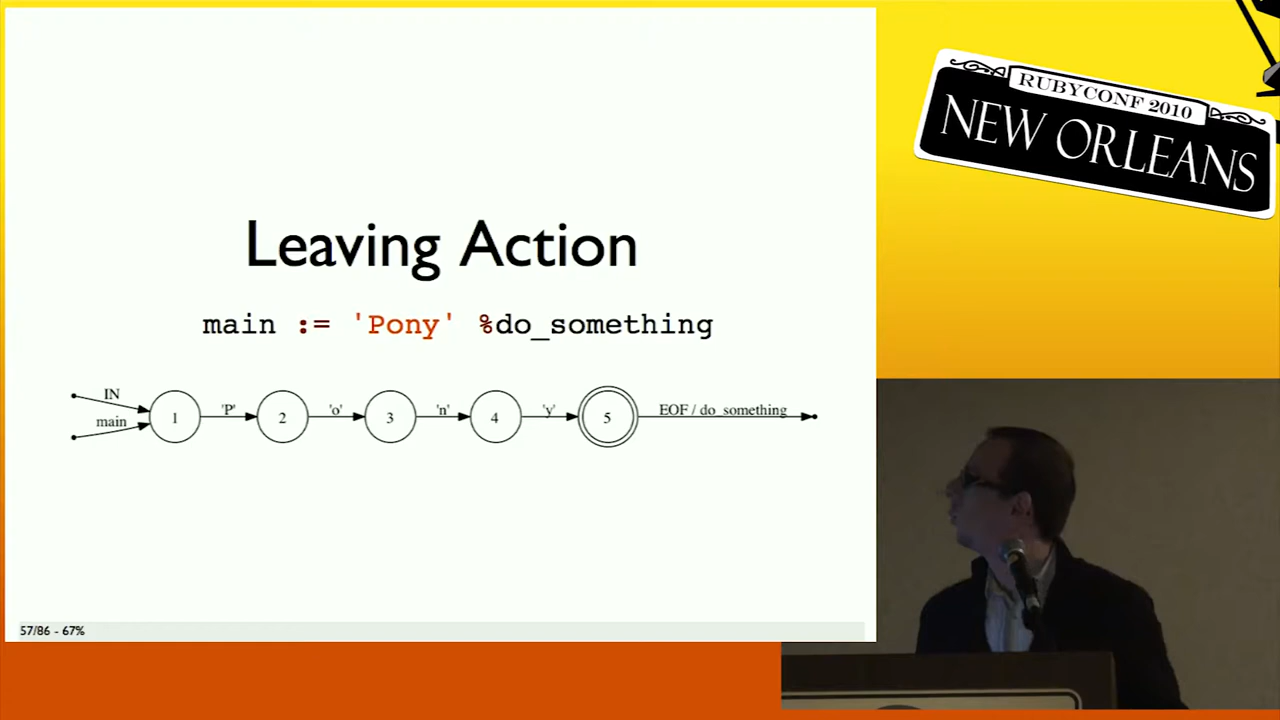 Leaving Action
main := 'Pony' %do_something
IN
main
1
'P'
2
'o'
3
'n'
4
'y'
5
EOF / do_something
57/86 - 67%
RUBYCONF 2010
NEW ORLEANS